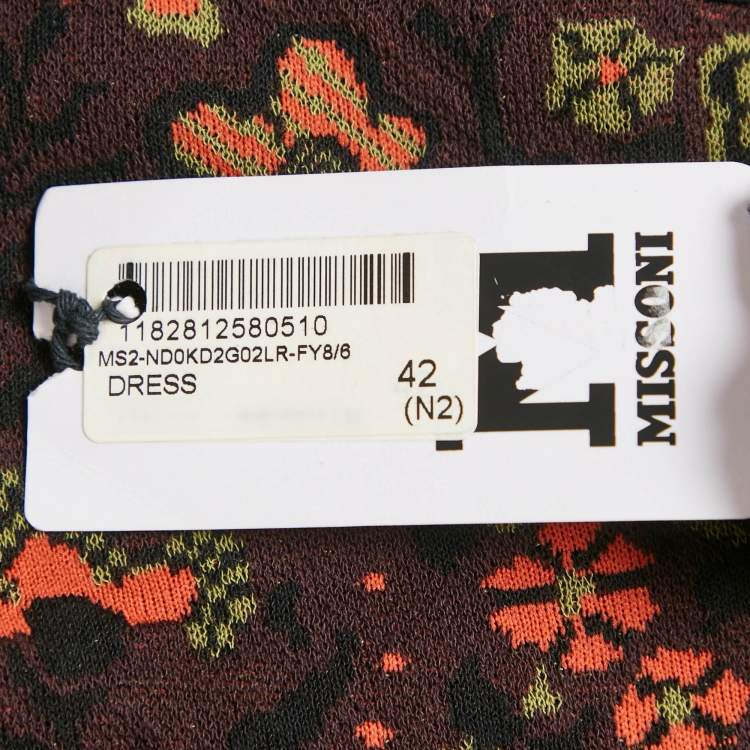 1182812580510
MS2-ND0KD2G02LR-FY8/6
DRESS
42
(N2)
M
MISSONI